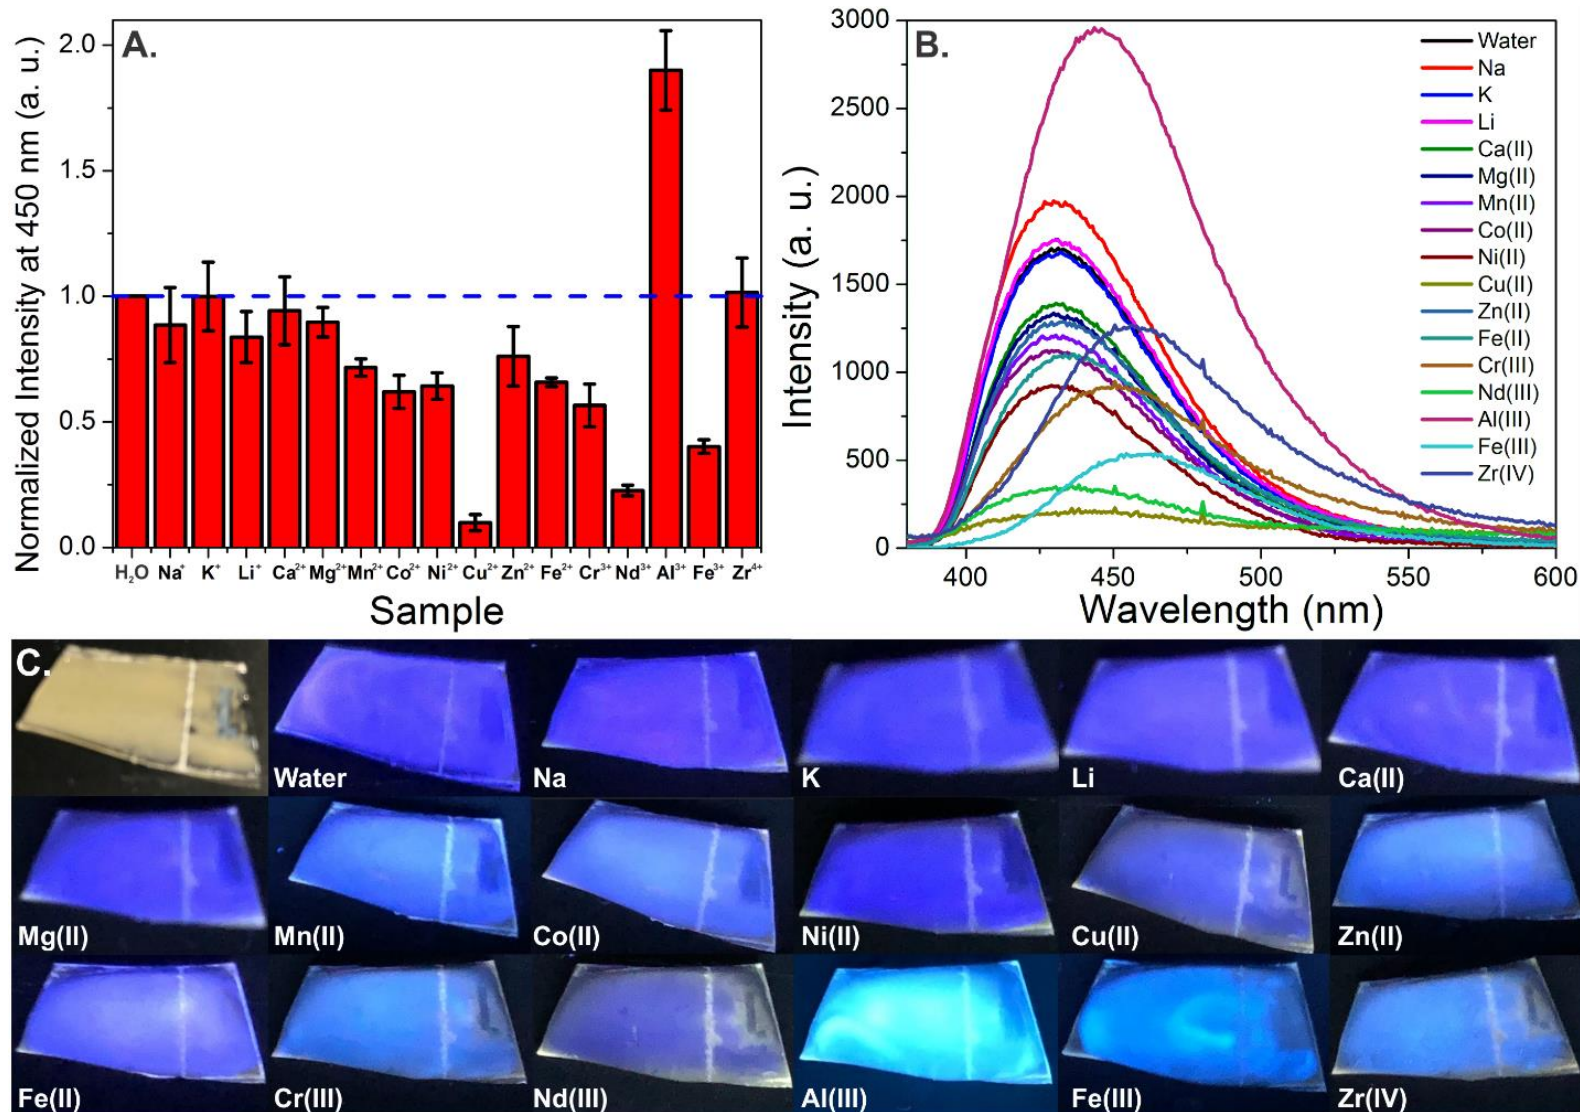 A.
Normalized Intensity at 450 nm (a. u.)
2.0
1.5
1.0
0.5
0.0
H₂O Na⁺ K⁺ Li⁺ Ca²⁺ Mg²⁺ Mn²⁺ Co²⁺ Ni²⁺ Cu²⁺ Zn²⁺ Fe²⁺ Cr³⁺ Nd³⁺ Al³⁺ Fe³⁺ Zr⁴⁺
Sample
B.
Intensity (a. u.)
3000
2500
2000
1500
1000
500
0
400 450 500 550 600
Wavelength (nm)
Water
Na
K
Li
Ca(II)
Mg(II)
Mn(II)
Co(II)
Ni(II)
Cu(II)
Zn(II)
Fe(II)
Cr(III)
Nd(III)
Al(III)
Fe(III)
Zr(IV)
C.
Water Na K Li Ca(II)
Mg(II) Mn(II) Co(II) Ni(II) Cu(II) Zn(II)
Fe(II) Cr(III) Nd(III) Al(III) Fe(III) Zr(IV)